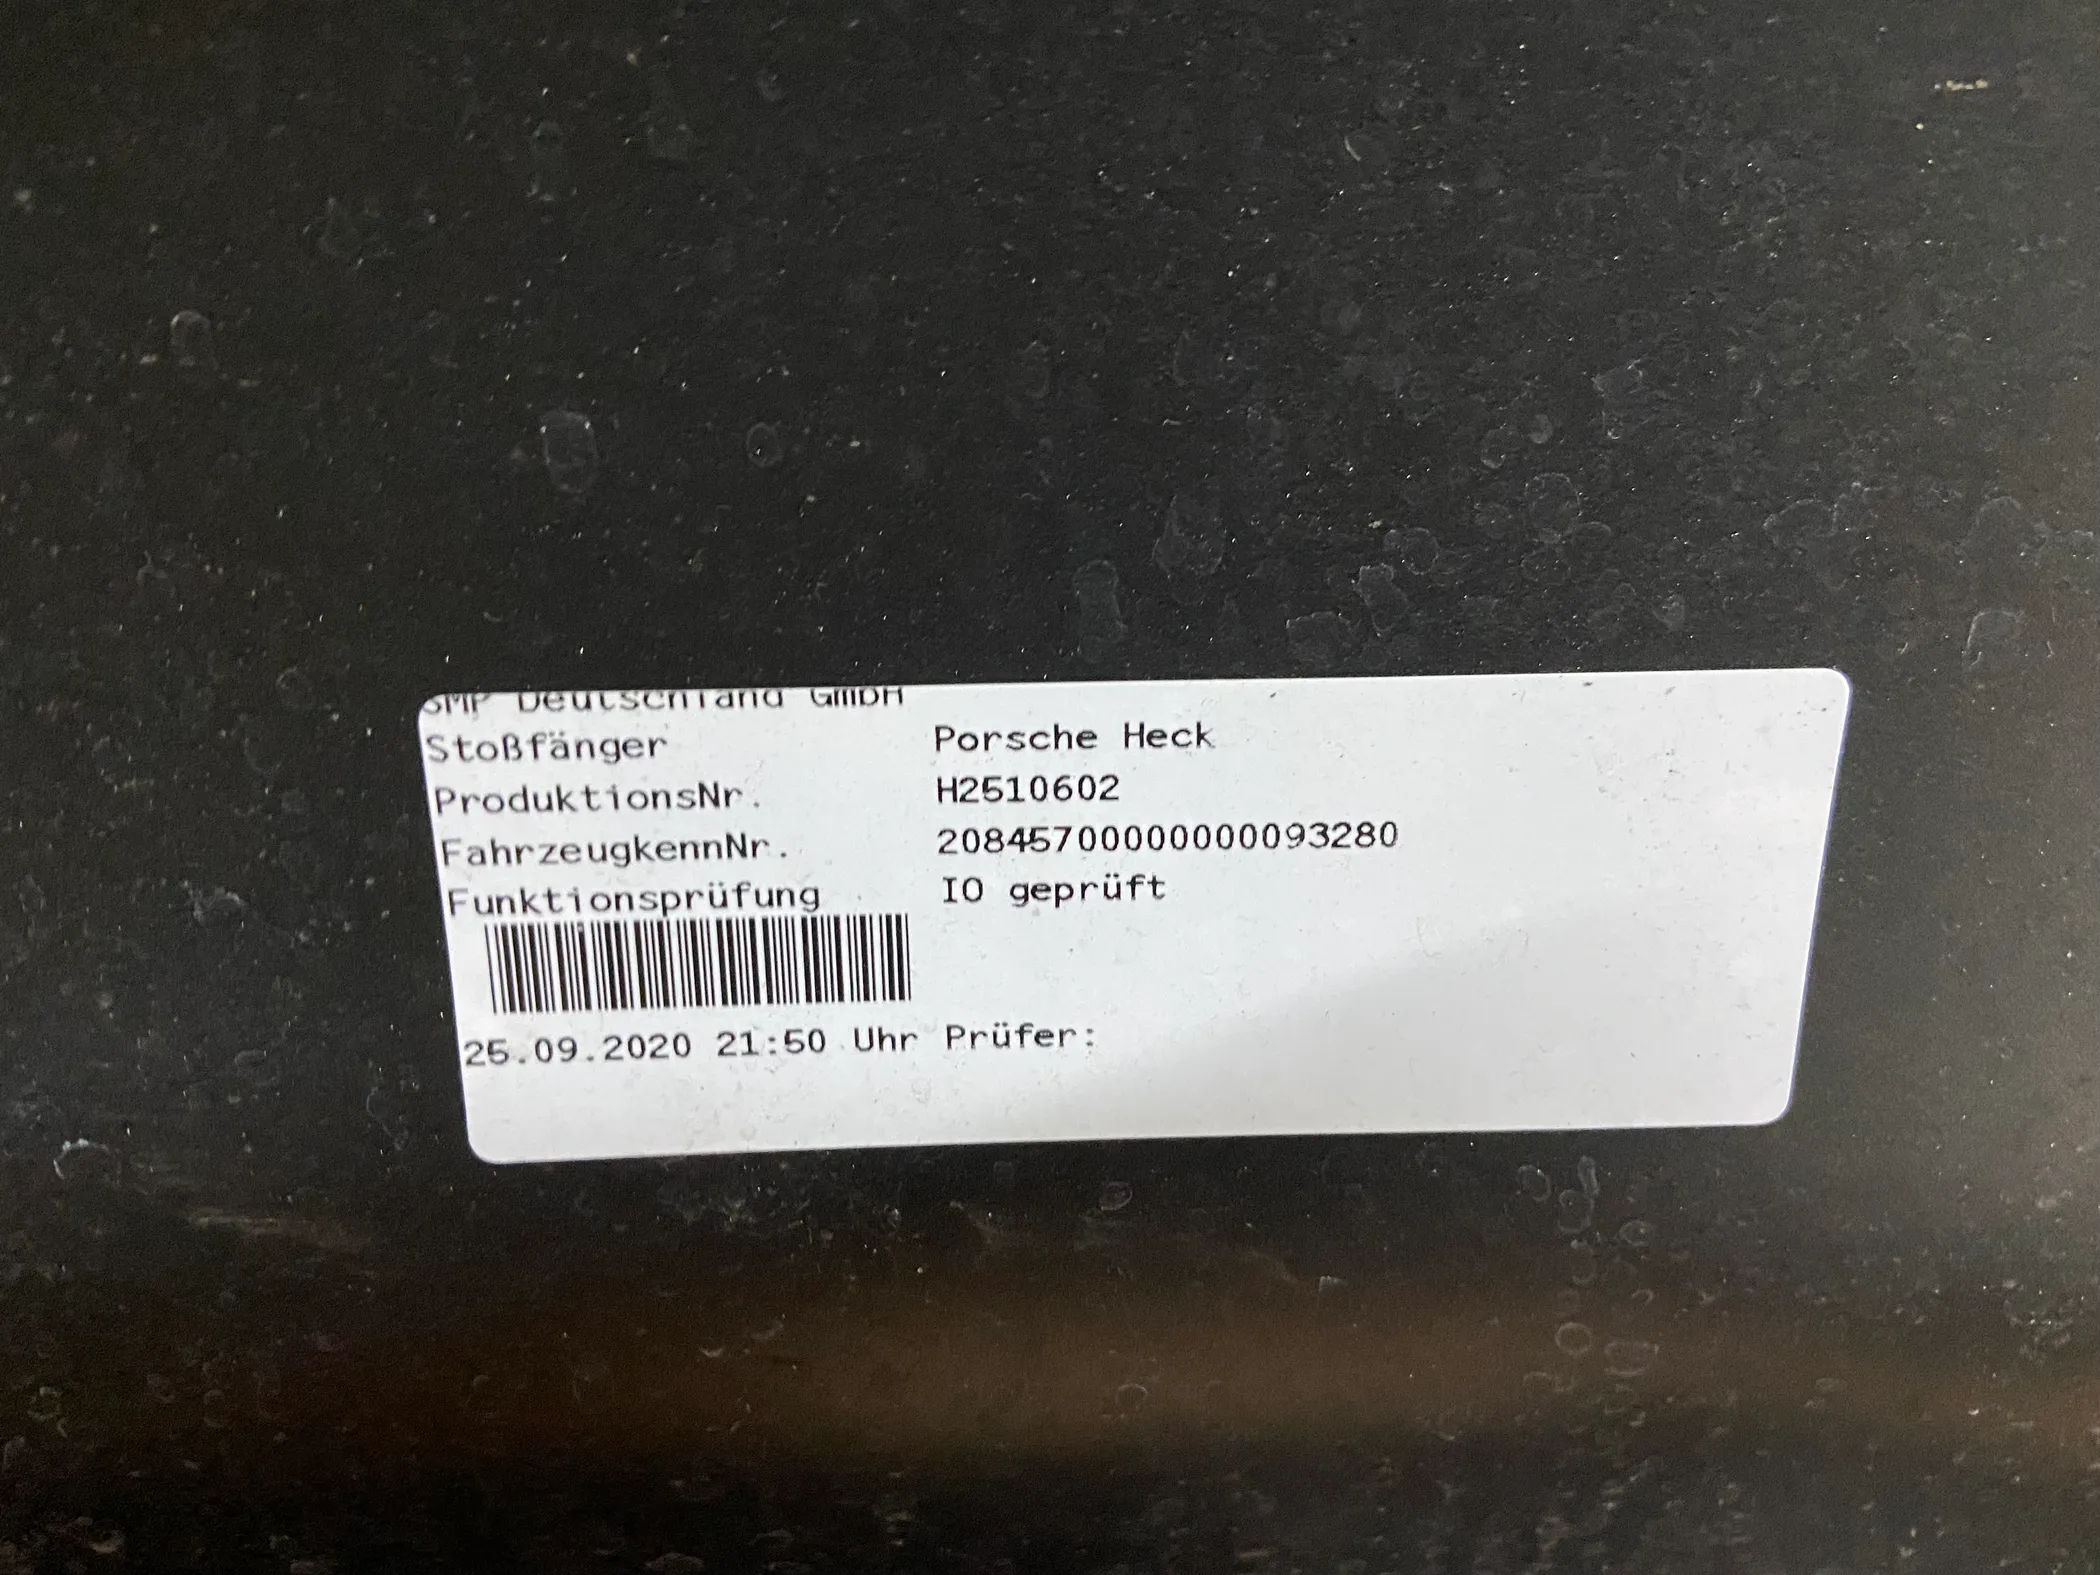 SMP Deutschland GmbH
Stoßfänger Porsche Heck
ProduktionsNr. H2510602
FahrzeugkennNr. 20845700000000093280
Funktionsprüfung IO geprüft
25.09.2020 21:50 Uhr Prüfer: